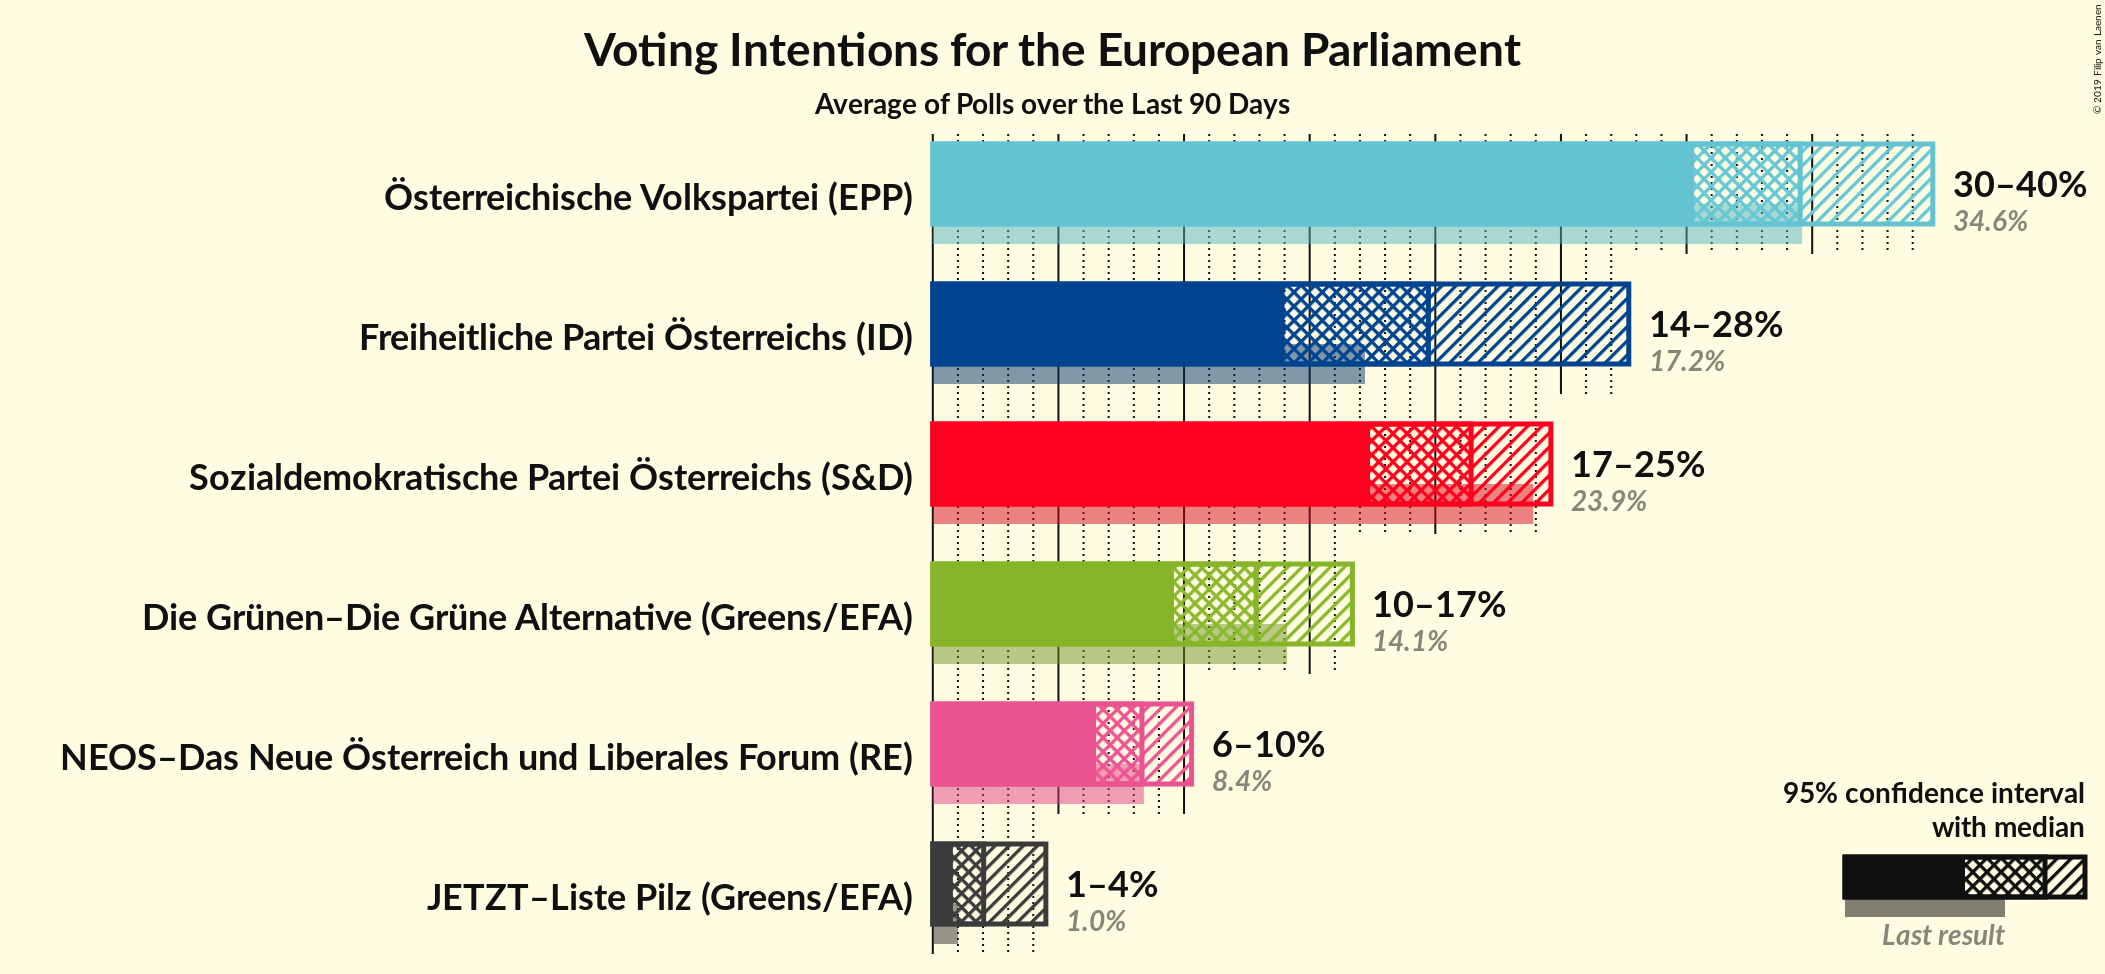 Voting Intentions for the European Parliament
Average of Polls over the Last 90 Days
© 2019 Filip van Laenen
Österreichische Volkspartei (EPP)
30–40%
34.6%
Freiheitliche Partei Österreichs (ID)
14–28%
17.2%
Sozialdemokratische Partei Österreichs (S&D)
17–25%
23.9%
Die Grünen–Die Grüne Alternative (Greens/EFA)
10–17%
14.1%
NEOS–Das Neue Österreich und Liberales Forum (RE)
6–10%
8.4%
JETZT–Liste Pilz (Greens/EFA)
1–4%
1.0%
95% confidence interval
with median
Last result